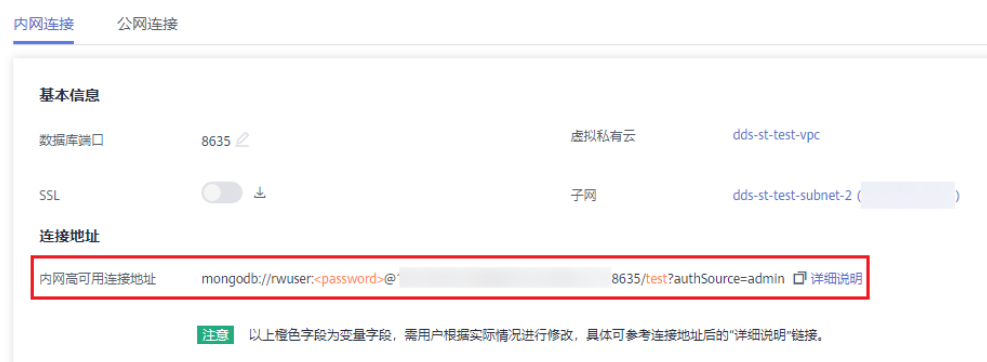 内网连接 公网连接
基本信息
数据库端口 8635 虚拟私有云 dds-st-test-vpc
SSL 子网 dds-st-test-subnet-2 ( )
连接地址
内网高可用连接地址 mongodb://rwuser:<password>@ 8635/test?authSource=admin 详细说明
注意 以上橙色字段为变量字段，需用户根据实际情况进行修改，具体可参考连接地址后的“详细说明”链接。